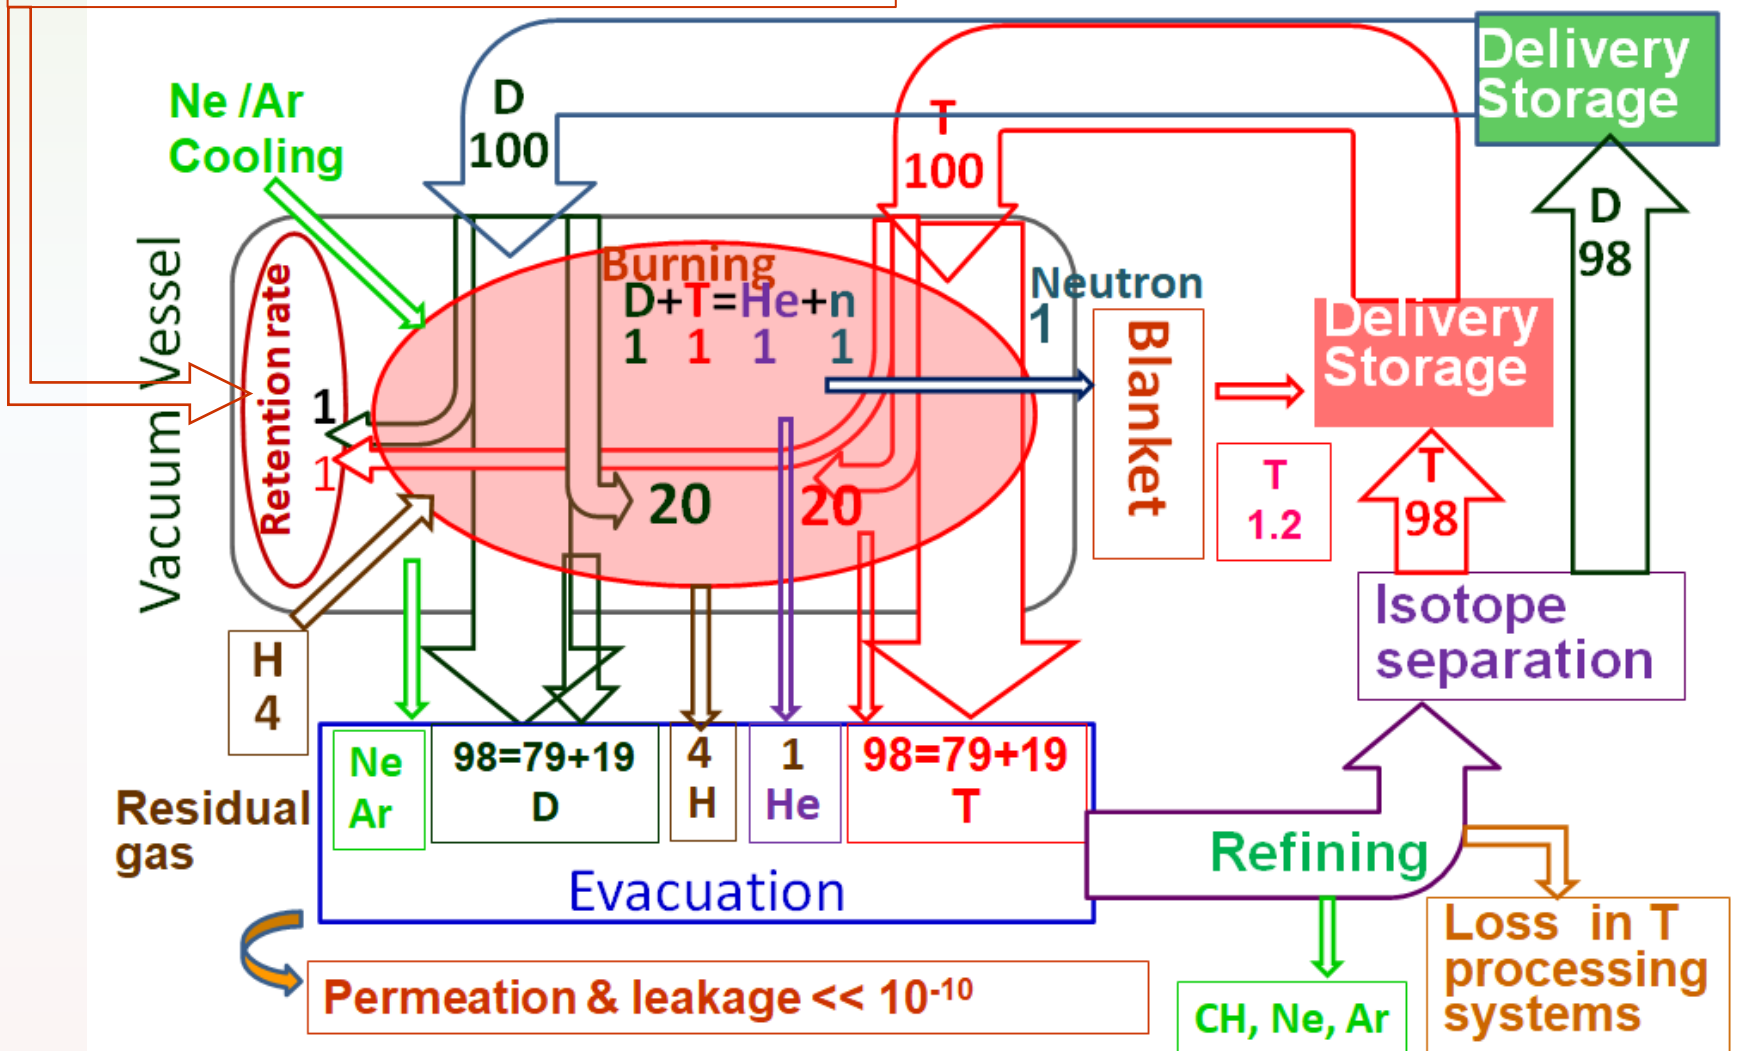 Delivery
Storage
Ne /Ar
Cooling
D
100
T
100
D
98
Vacuum Vessel
Retention rate
Burning
D+T=He+n
1 1 1 1
Neutron
1
Blanket
Delivery
Storage
1
1
20
20
T
1.2
T
98
H
4
Isotope
separation
Ne
Ar
98=79+19
D
4
H
1
He
98=79+19
T
Residual
gas
Evacuation
Refining
Permeation & leakage << 10⁻¹⁰
CH, Ne, Ar
Loss in T
processing
systems